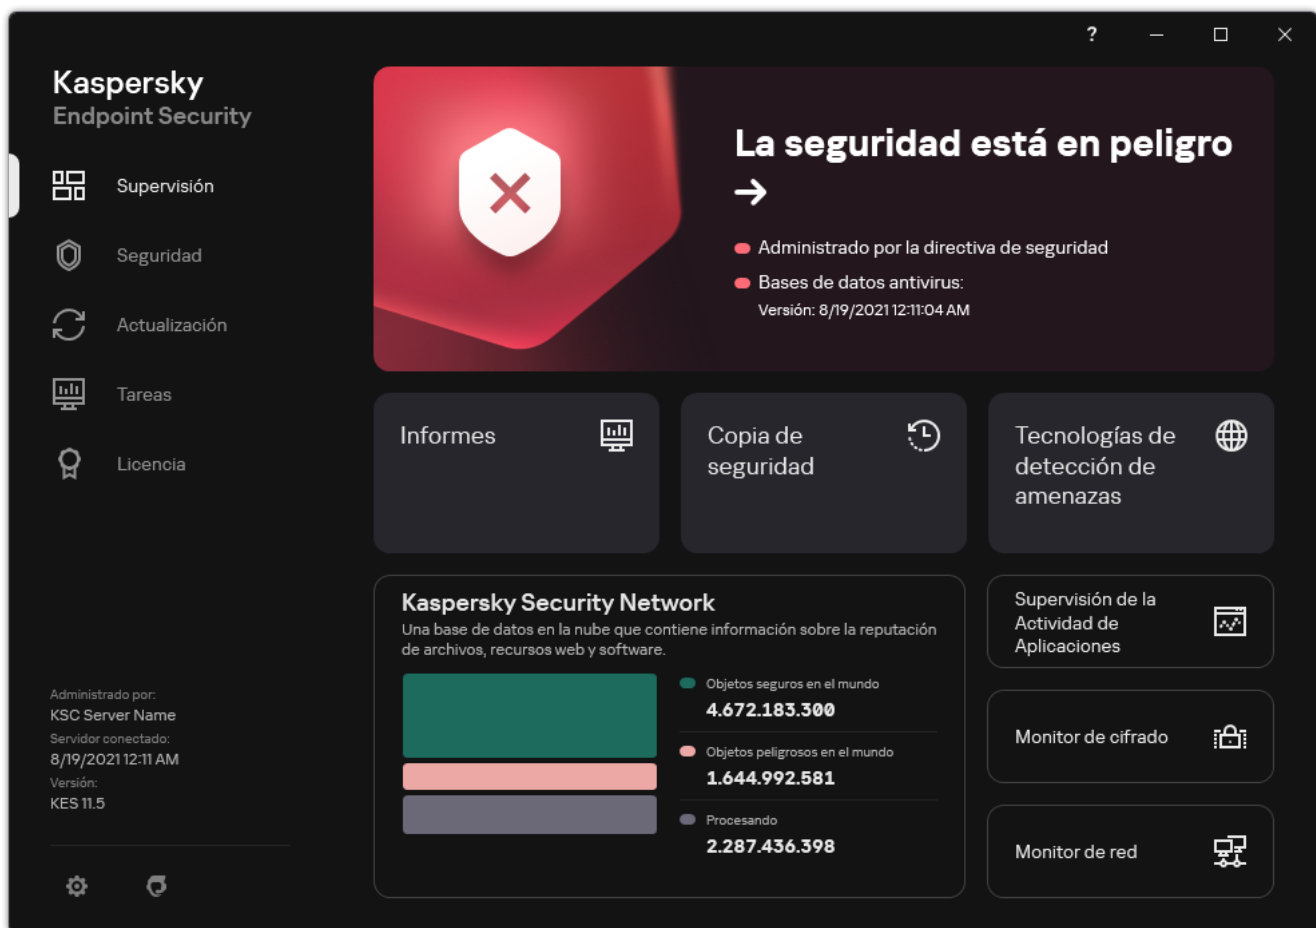 ?
Kaspersky
Endpoint Security
Supervisión
Seguridad
Actualización
Tareas
Licencia
Administrado por:
KSC Server Name
Servidor conectado:
8/19/2021 12:11 AM
Versión:
KES 11.5
La seguridad está en peligro
→
Administrado por la directiva de seguridad
Bases de datos antivirus:
Versión: 8/19/2021 12:11:04 AM
Informes
Copia de
seguridad
Tecnologías de
detección de
amenazas
Kaspersky Security Network
Una base de datos en la nube que contiene información sobre la reputación
de archivos, recursos web y software.
Objetos seguros en el mundo
4.672.183.300
Objetos peligrosos en el mundo
1.644.992.581
Procesando
2.287.436.398
Supervisión de la
Actividad de
Aplicaciones
Monitor de cifrado
Monitor de red